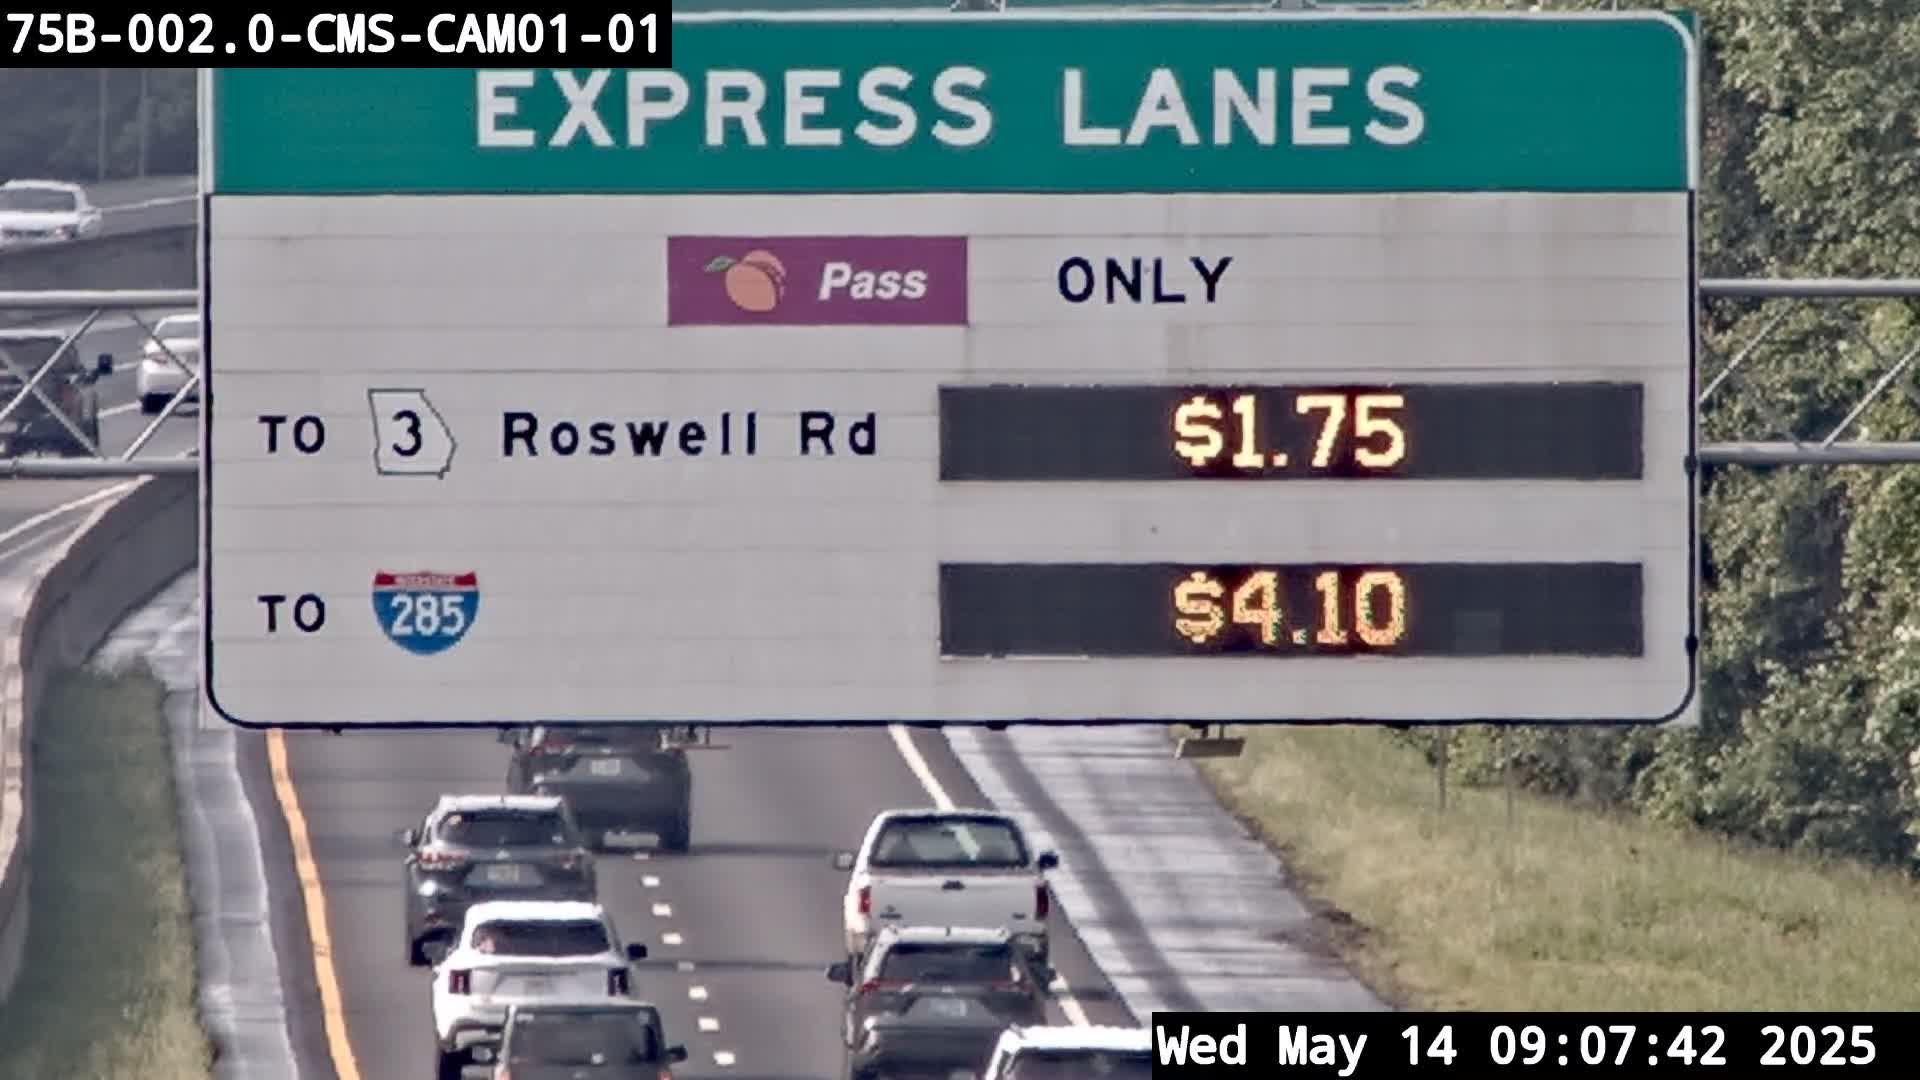 75B-002.0-CMS-CAM01-01
EXPRESS LANES
Pass ONLY
TO 3 Roswell Rd $1.75
TO INTERSTATE 285 $4.10
Wed May 14 09:07:42 2025